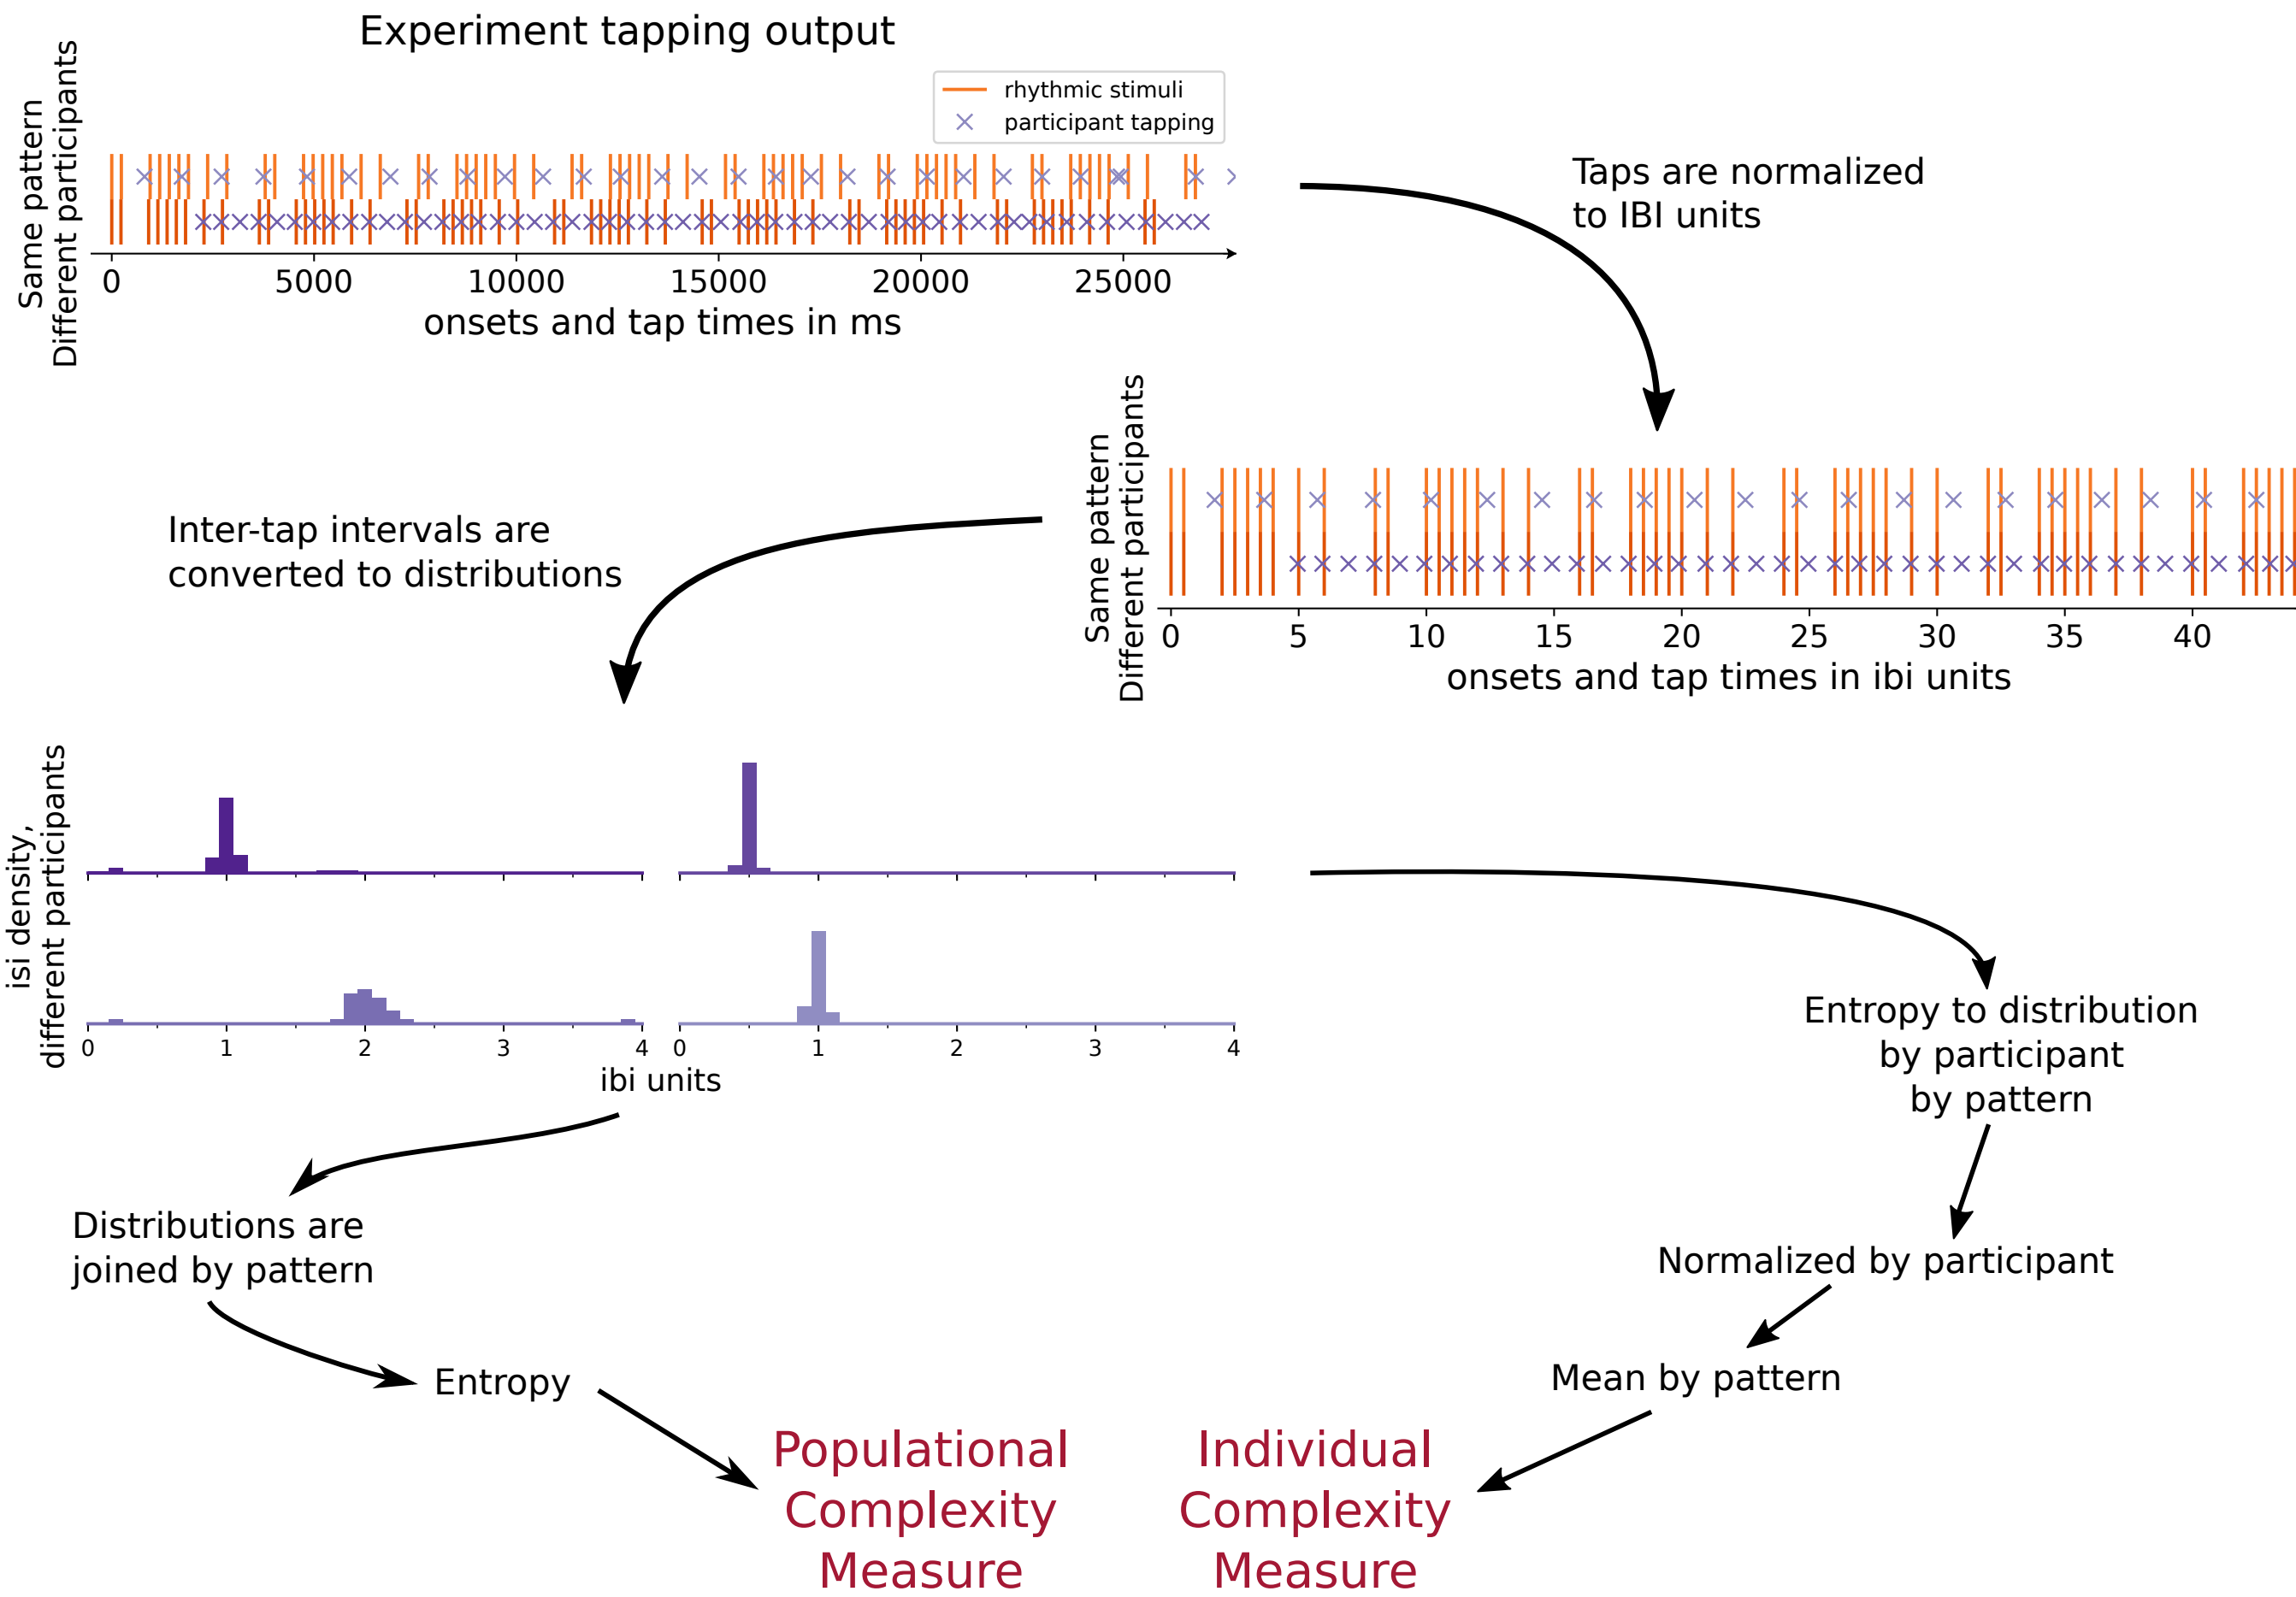 Experiment tapping output
rhythmic stimuli
participant tapping
Same pattern
Different participants
0 5000 10000 15000 20000 25000
onsets and tap times in ms
Taps are normalized
to IBI units
Same pattern
Different participants
0 5 10 15 20 25 30 35 40
onsets and tap times in ibi units
Inter-tap intervals are
converted to distributions
isi density,
different participants
0 1 2 3 4 0 1 2 3 4
ibi units
Entropy to distribution
by participant
by pattern
Distributions are
joined by pattern
Normalized by participant
Mean by pattern
Entropy
Populational
Complexity
Measure
Individual
Complexity
Measure